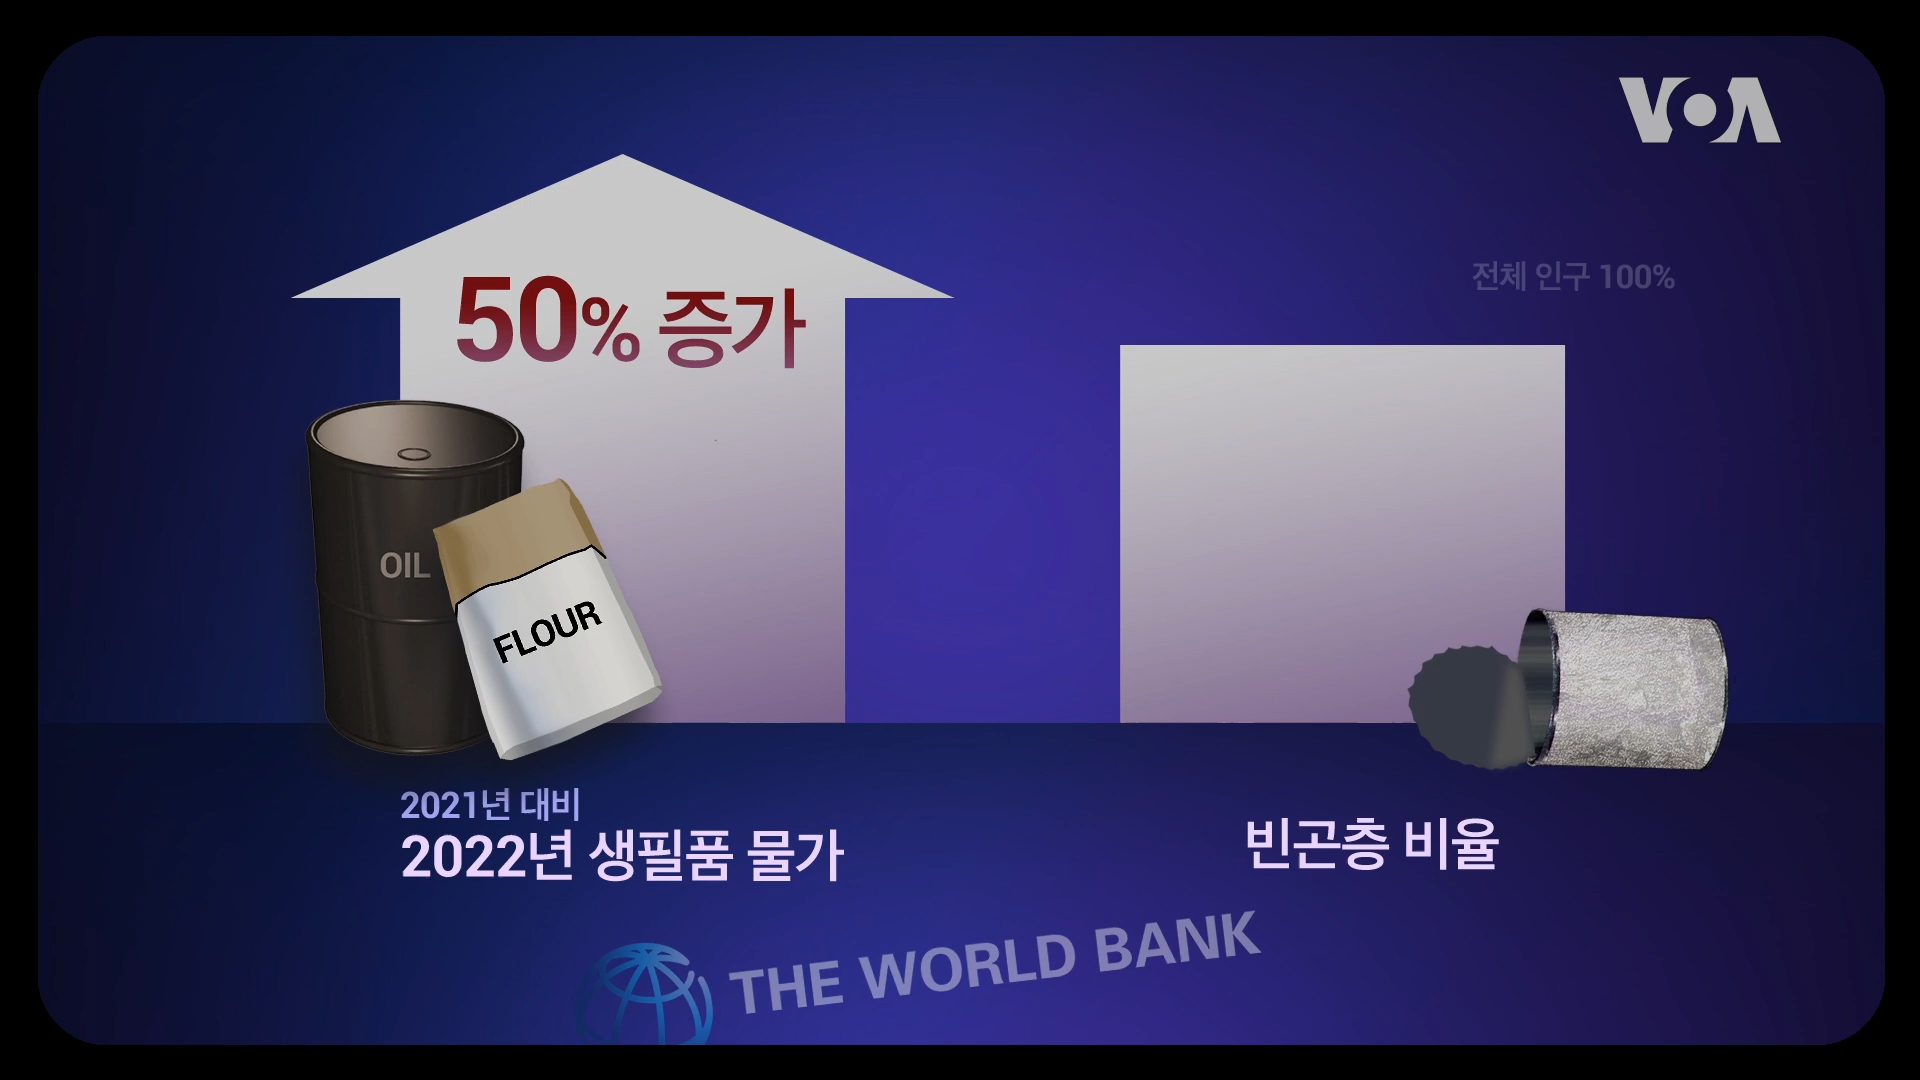 VOA
전체 인구 100%
50% 증가
OIL
FLOUR
2021년 대비
2022년 생필품 물가
빈곤층 비율
THE WORLD BANK